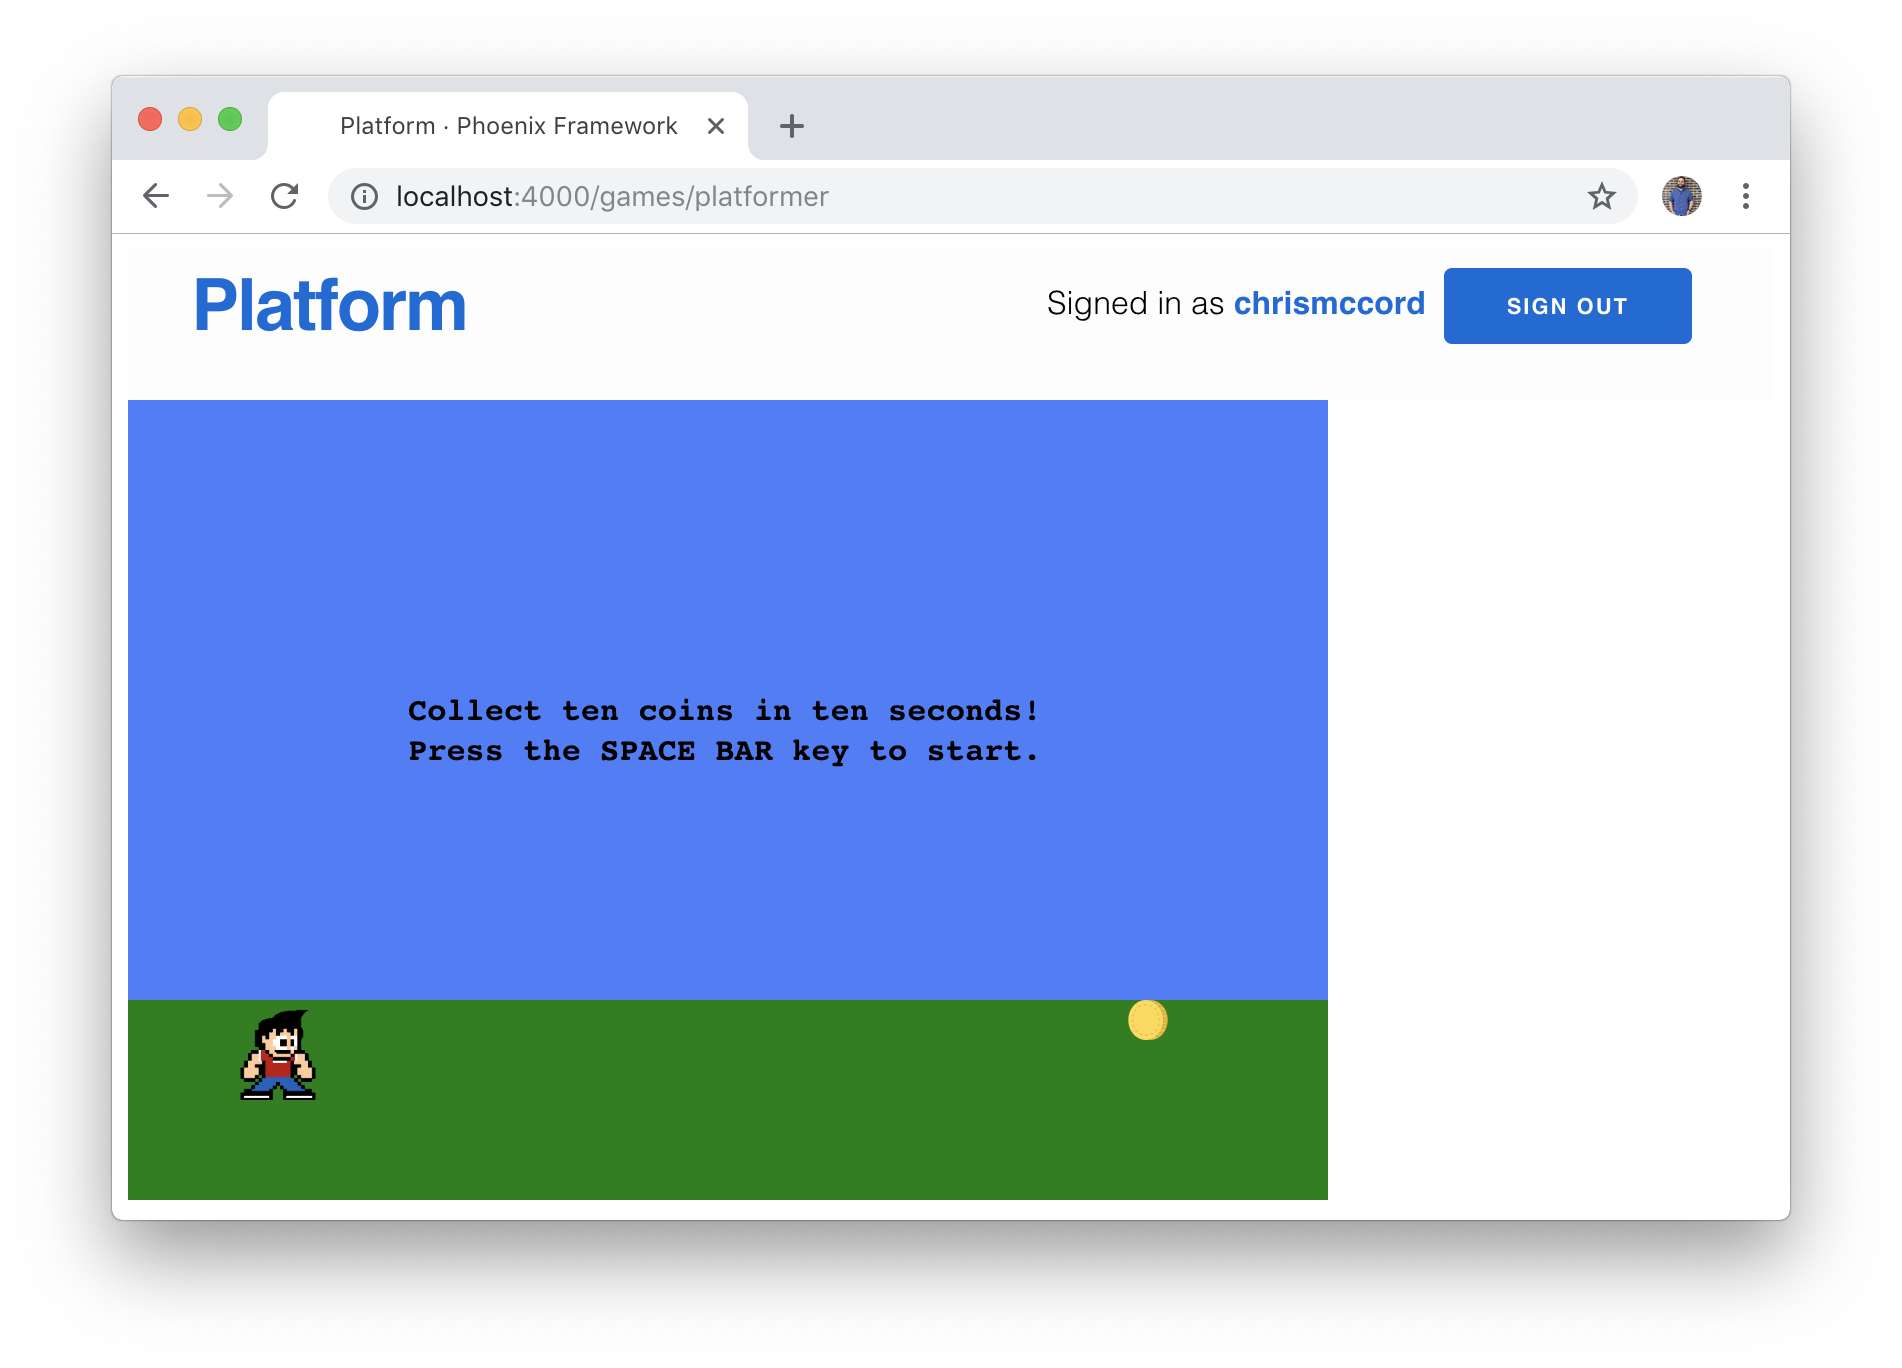 Platform · Phoenix Framework
localhost:4000/games/platformer
Platform
Signed in as chrismccord
SIGN OUT
Collect ten coins in ten seconds!
Press the SPACE BAR key to start.